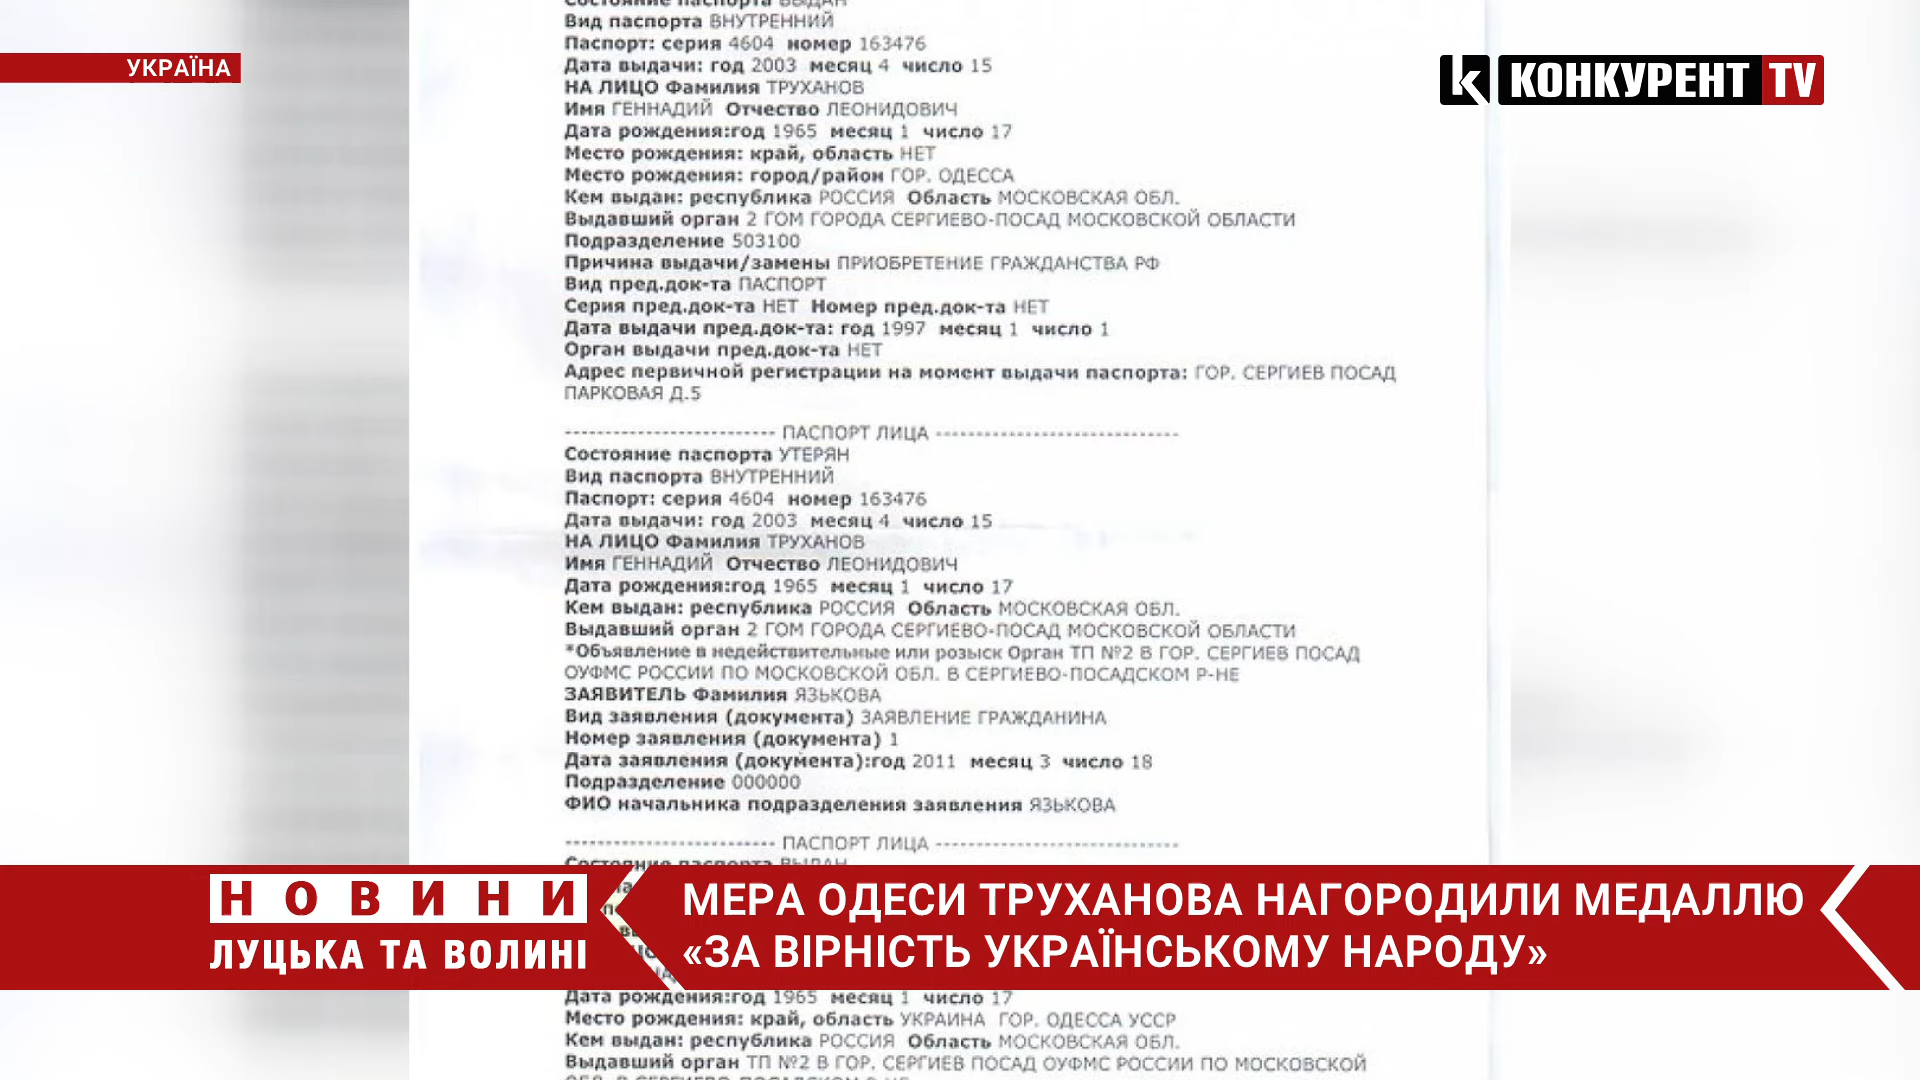 Состояние паспорта ВЫДАН
Вид паспорта ВНУТРЕННИЙ
Паспорт: серия 4604 номер 163476
Дата выдачи: год 2003 месяц 4 число 15
НА ЛИЦО Фамилия ТРУХАНОВ
Имя ГЕННАДИЙ Отчество ЛЕОНИДОВИЧ
Дата рождения:год 1965 месяц 1 число 17
Место рождения: край, область НЕТ
Место рождения: город/район ГОР. ОДЕССА
Кем выдан: республика РОССИЯ Область МОСКОВСКАЯ ОБЛ.
Выдавший орган 2 ГОМ ГОРОДА СЕРГИЕВО-ПОСАД МОСКОВСКОЙ ОБЛАСТИ
Подразделение 503100
Причина выдачи/замены ПРИОБРЕТЕНИЕ ГРАЖДАНСТВА РФ
Вид пред.док-та ПАСПОРТ
Серия пред.док-та НЕТ Номер пред.док-та НЕТ
Дата выдачи пред.док-та: год 1997 месяц 1 число 1
Орган выдачи пред.док-та НЕТ
Адрес первичной регистрации на момент выдачи паспорта: ГОР. СЕРГИЕВ ПОСАД
ПАРКОВАЯ Д.5
-------------------------- ПАСПОРТ ЛИЦА ------------------------------
Состояние паспорта УТЕРЯН
Вид паспорта ВНУТРЕННИЙ
Паспорт: серия 4604 номер 163476
Дата выдачи: год 2003 месяц 4 число 15
НА ЛИЦО Фамилия ТРУХАНОВ
Имя ГЕННАДИЙ Отчество ЛЕОНИДОВИЧ
Дата рождения:год 1965 месяц 1 число 17
Кем выдан: республика РОССИЯ Область МОСКОВСКАЯ ОБЛ.
Выдавший орган 2 ГОМ ГОРОДА СЕРГИЕВО-ПОСАД МОСКОВСКОЙ ОБЛАСТИ
*Объявление в недействительные или розыск Орган ТП №2 В ГОР. СЕРГИЕВ ПОСАД
ОУФМС РОССИИ ПО МОСКОВСКОЙ ОБЛ. В СЕРГИЕВО-ПОСАДСКОМ Р-НЕ
ЗАЯВИТЕЛЬ Фамилия ЯЗЬКОВА
Вид заявления (документа) ЗАЯВЛЕНИЕ ГРАЖДАНИНА
Номер заявления (документа) 1
Дата заявления (документа):год 2011 месяц 3 число 18
Подразделение 000000
ФИО начальника подразделения заявления ЯЗЬКОВА
-------------------------- ПАСПОРТ ЛИЦА ------------------------------
Состояние паспорта ВЫДАН
Дата рождения:год 1965 месяц 1 число 17
Место рождения: край, область УКРАИНА ГОР. ОДЕССА УССР
Кем выдан: республика РОССИЯ Область МОСКОВСКАЯ ОБЛ.
Выдавший орган ТП №2 В ГОР. СЕРГИЕВ ПОСАД ОУФМС РОССИИ ПО МОСКОВСКОЙ
УКРАЇНА
КОНКУРЕНТ TV
НОВИНИ
ЛУЦЬКА ТА ВОЛИНІ
МЕРА ОДЕСИ ТРУХАНОВА НАГОРОДИЛИ МЕДАЛЛЮ
«ЗА ВІРНІСТЬ УКРАЇНСЬКОМУ НАРОДУ»